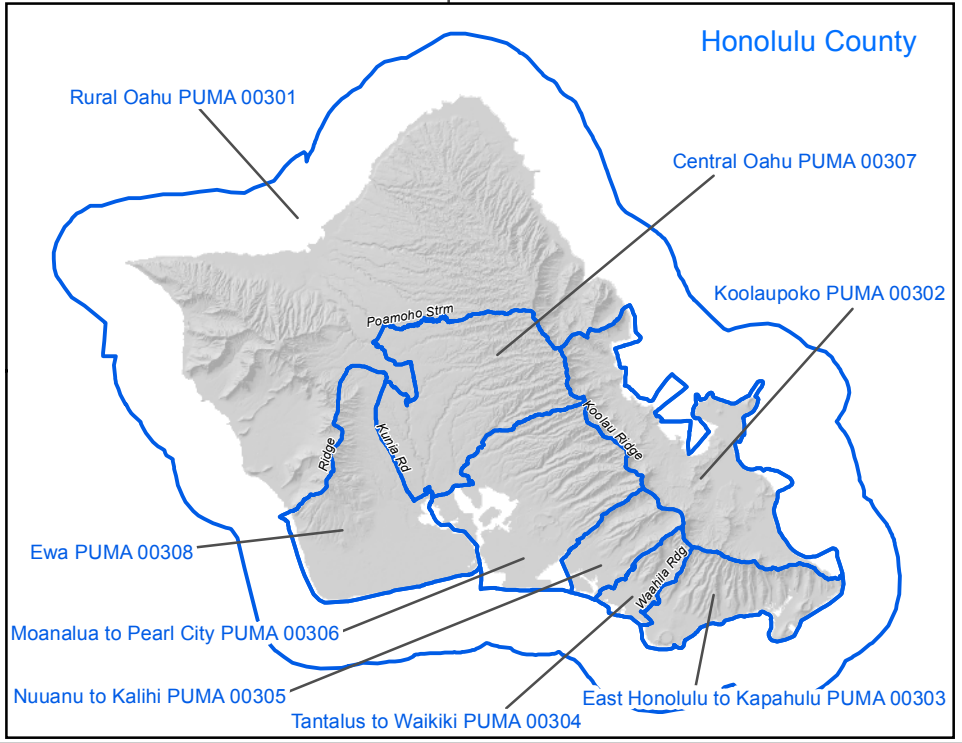 Honolulu County
Rural Oahu PUMA 00301
Central Oahu PUMA 00307
Koolaupoko PUMA 00302
Poamoho Strm
Koolau Ridge
Kunia Rd
Ridge
Ewa PUMA 00308
Waahila Rdg
Moanalua to Pearl City PUMA 00306
Nuuanu to Kalihi PUMA 00305
East Honolulu to Kapahulu PUMA 00303
Tantalus to Waikiki PUMA 00304